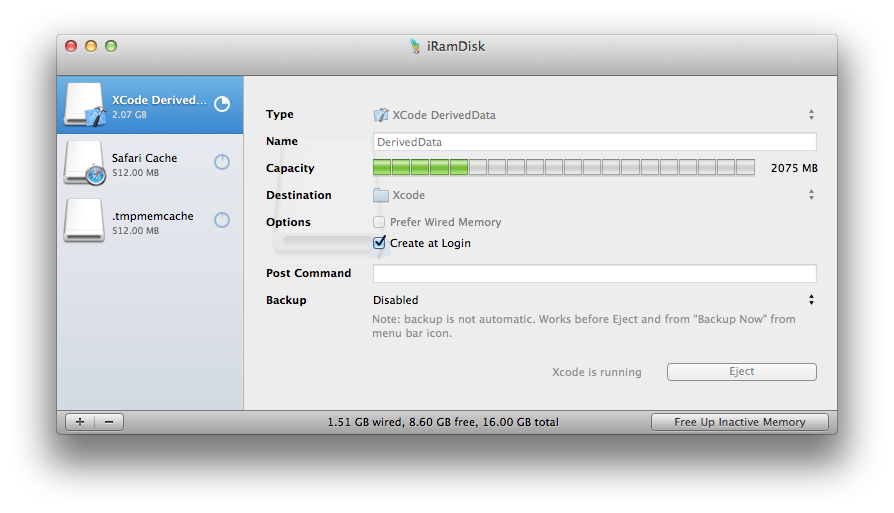 iRamDisk
XCode Derived...
2.07 GB
Safari Cache
512.00 MB
.tmpmemcache
512.00 MB
Type XCode DerivedData
Name DerivedData
Capacity 2075 MB
Destination Xcode
Options Prefer Wired Memory
Create at Login
Post Command
Backup Disabled
Note: backup is not automatic. Works before Eject and from "Backup Now" from
menu bar icon.
Xcode is running Eject
1.51 GB wired, 8.60 GB free, 16.00 GB total Free Up Inactive Memory